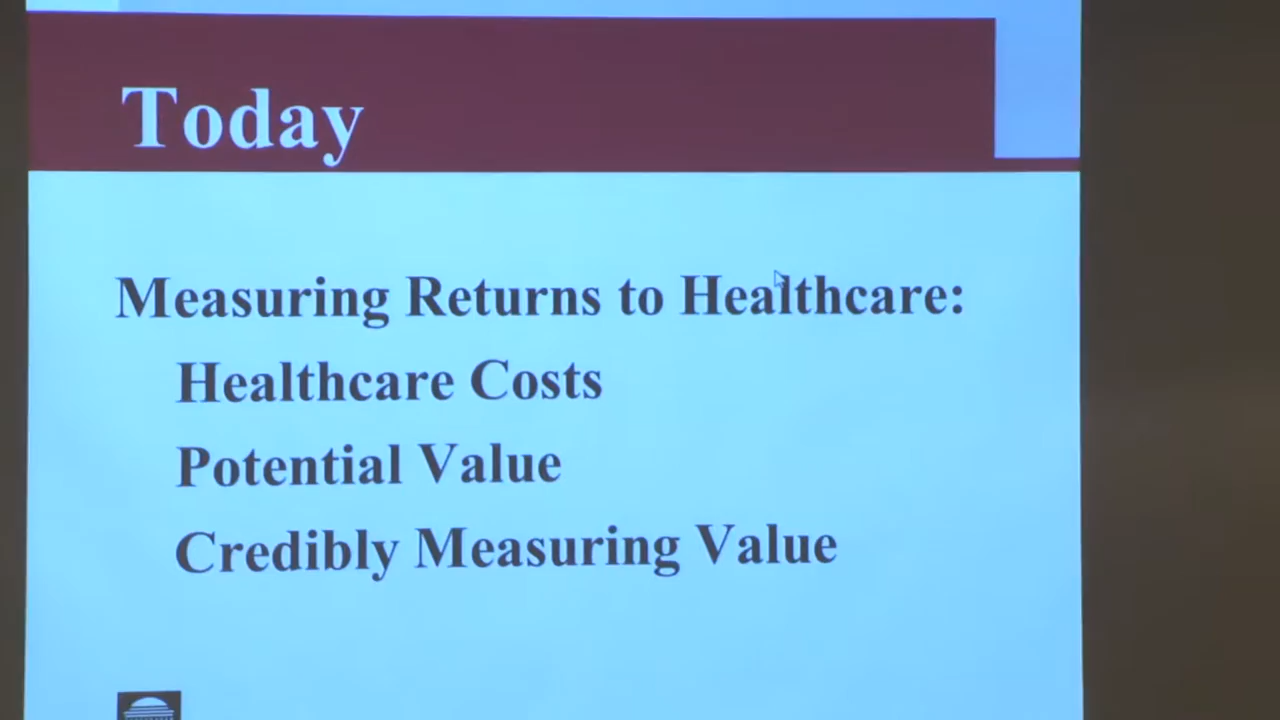 Today
Measuring Returns to Healthcare:
Healthcare Costs
Potential Value
Credibly Measuring Value